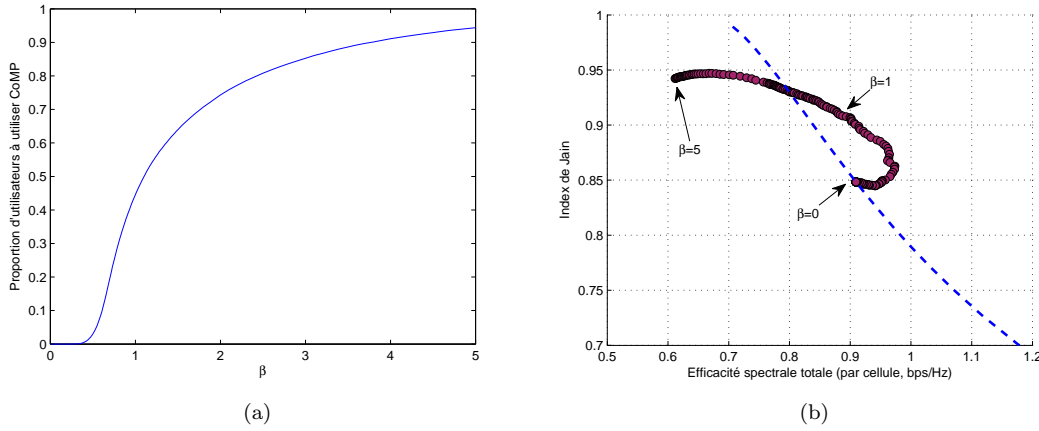 1
0.9
0.8
0.7
0.6
0.5
0.4
0.3
0.2
0.1
0
0 1 2 3 4 5
Proportion d'utilisateurs à utiliser CoMP
β
(a)
1
0.95
0.9
0.85
0.8
0.75
0.7
0.5 0.6 0.7 0.8 0.9 1 1.1 1.2
Index de Jain
β=1
β=5
β=0
Efficacité spectrale totale (par cellule, bps/Hz)
(b)